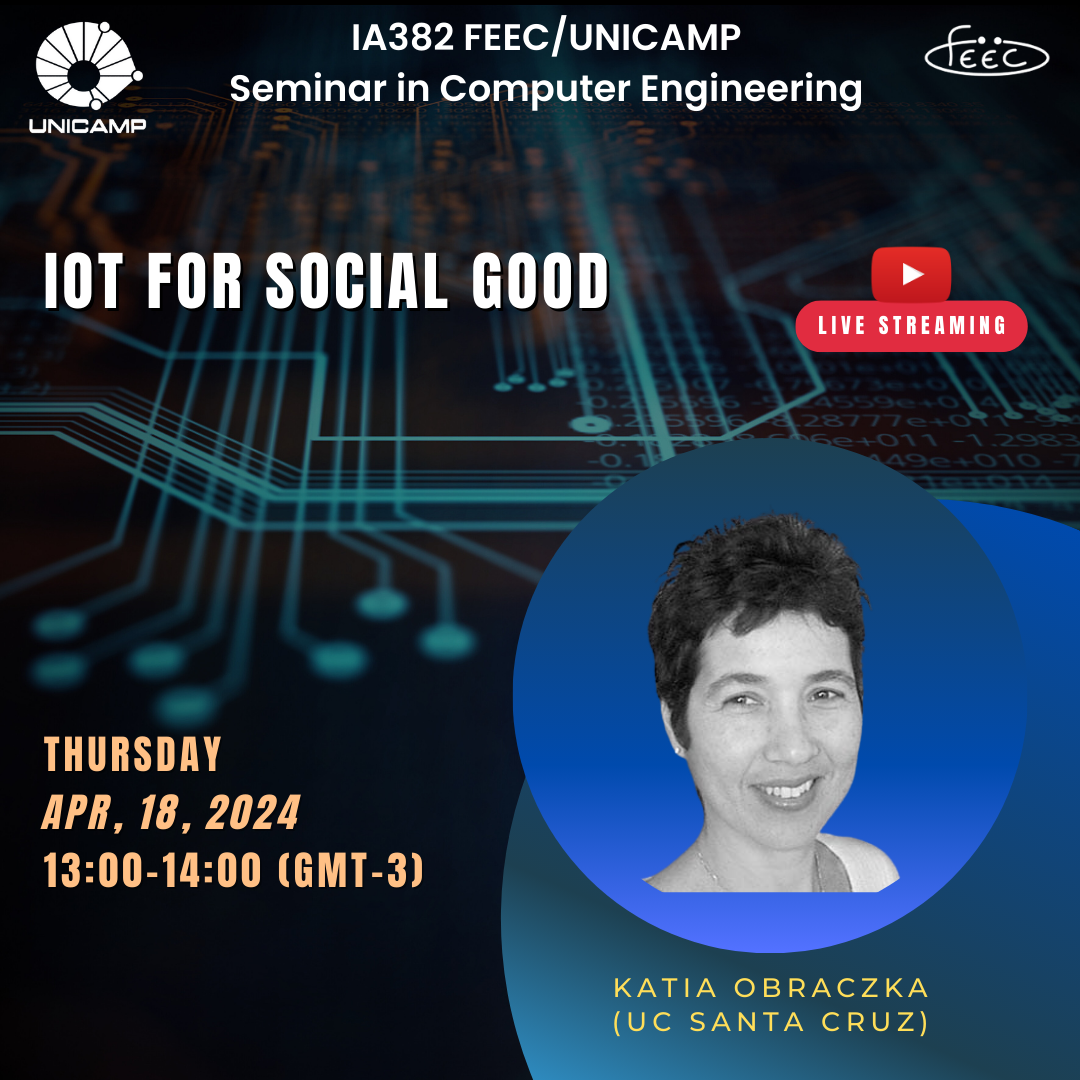 IA382 FEEC/UNICAMP
Seminar in Computer Engineering
UNICAMP
FEEC
IOT FOR SOCIAL GOOD
LIVE STREAMING
THURSDAY
APR, 18, 2024
13:00-14:00 (GMT-3)
KATIA OBRACZKA
(UC SANTA CRUZ)